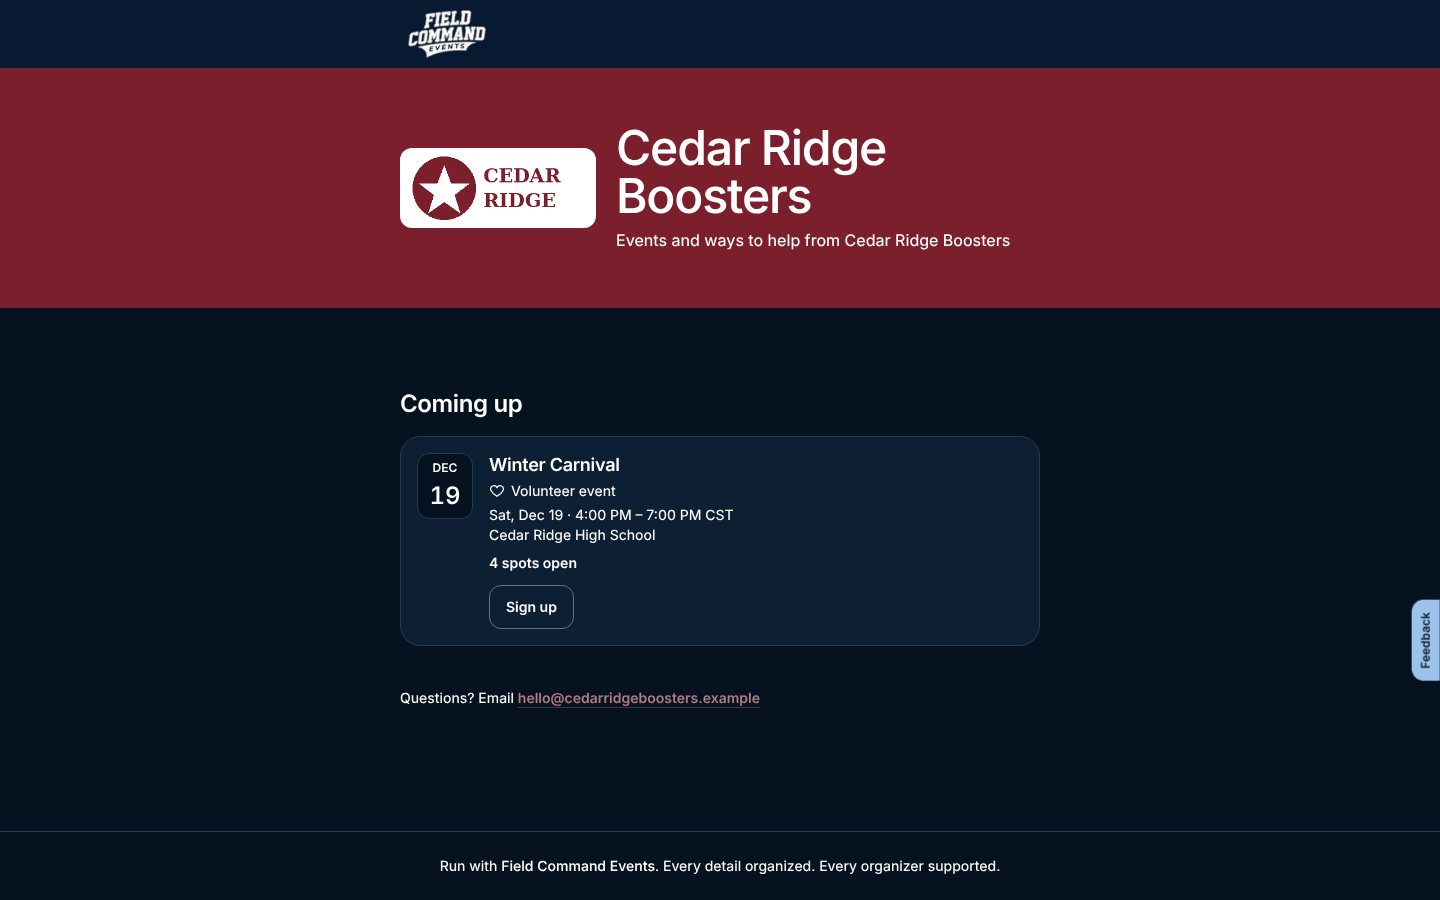 FIELD
COMMAND
EVENTS
CEDAR
RIDGE
Cedar Ridge
Boosters
Events and ways to help from Cedar Ridge Boosters
Coming up
DEC
19
Winter Carnival
Volunteer event
Sat, Dec 19 · 4:00 PM – 7:00 PM CST
Cedar Ridge High School
4 spots open
Sign up
Feedback
Questions? Email hello@cedarridgeboosters.example
Run with Field Command Events. Every detail organized. Every organizer supported.